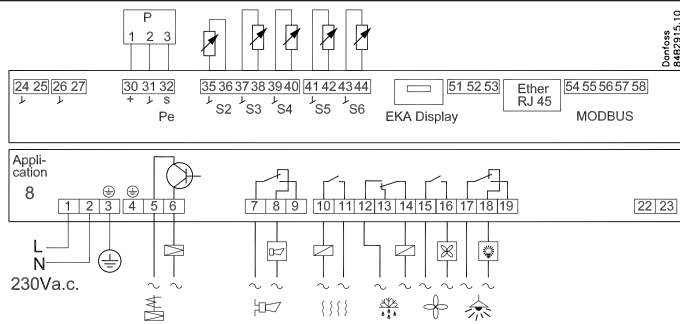 Danfoss
84B2915.10
P
1 2 3
24 25 26 27 30 31 32 35 36 37 38 39 40 41 42 43 44 51 52 53 Ether RJ 45 54 55 56 57 58
+ s S2 S3 S4 S5 S6
Pe EKA Display MODBUS
Appli-
cation
8
1 2 3 4 5 6 7 8 9 10 11 12 13 14 15 16 17 18 19 22 23
L
N
230Va.c.